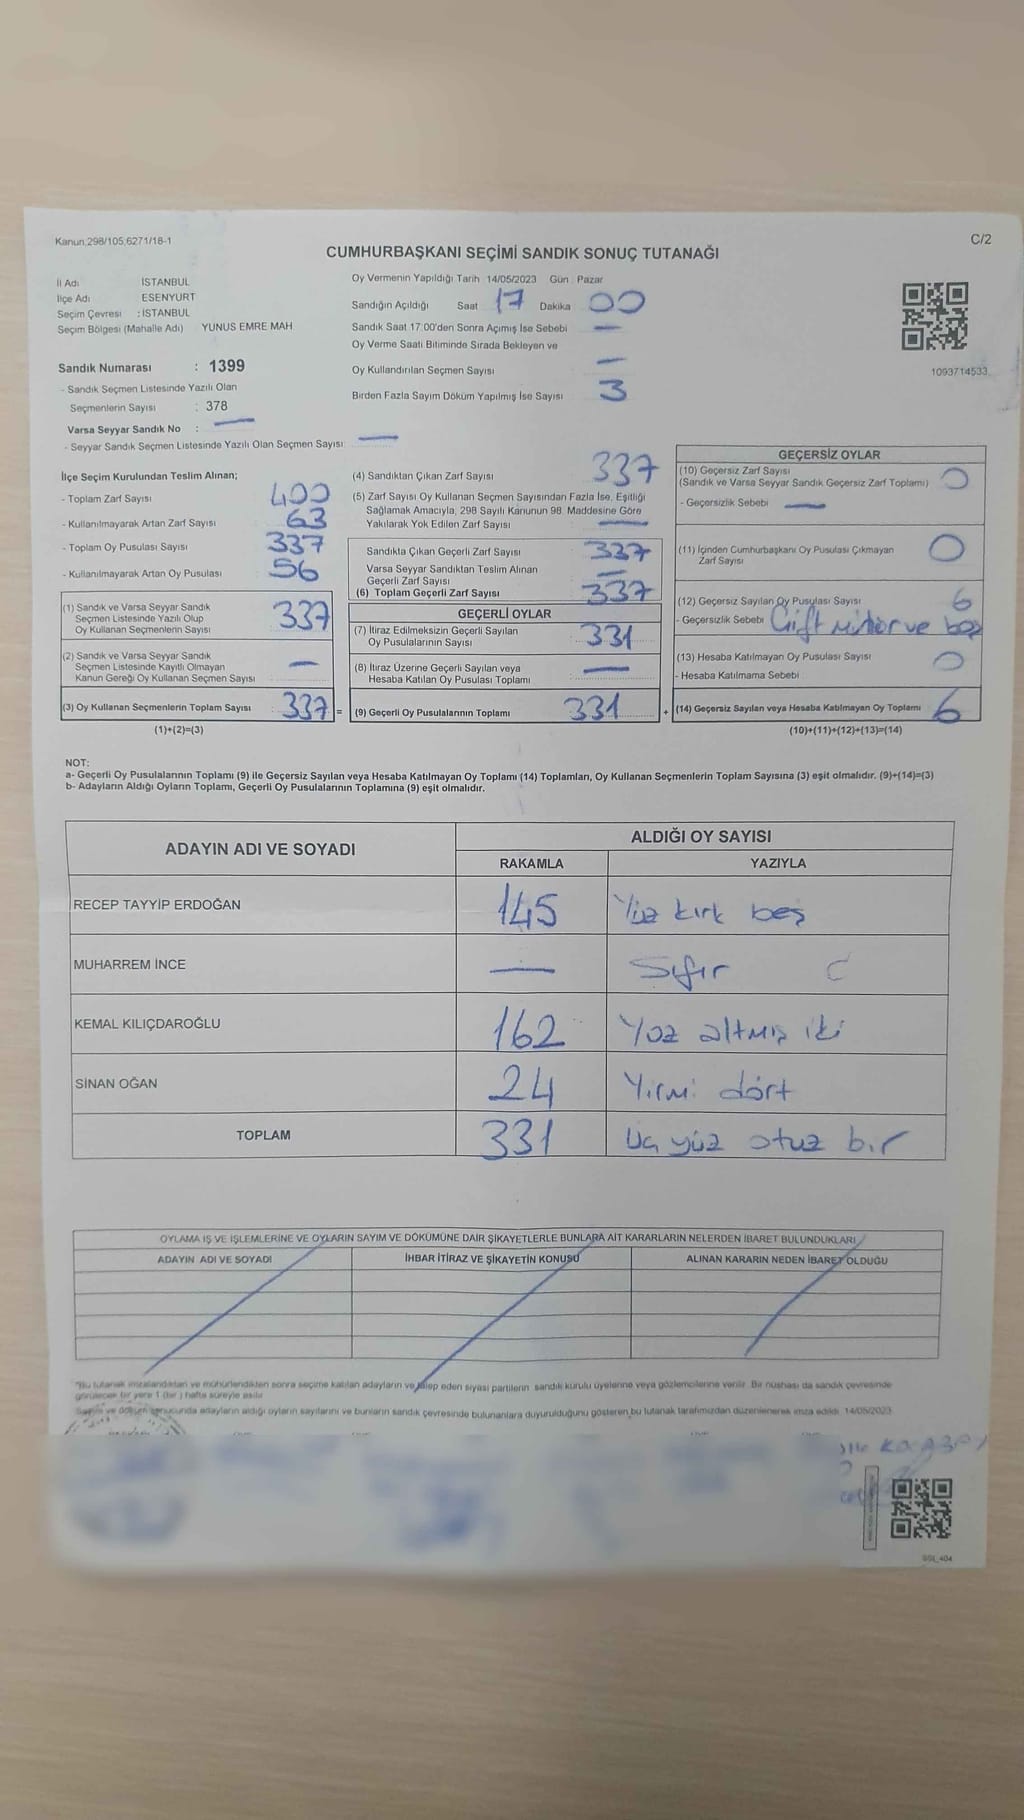 Kanun,298/105,6271/18-1
C/2
CUMHURBAŞKANI SEÇİMİ SANDIK SONUÇ TUTANAĞI
İl Adı İSTANBUL
İlçe Adı ESENYURT
Seçim Çevresi : İSTANBUL
Seçim Bölgesi (Mahalle Adı) YUNUS EMRE MAH
Sandık Numarası : 1399
- Sandık Seçmen Listesinde Yazılı Olan
Seçmenlerin Sayısı : 378
Varsa Seyyar Sandık No : —
- Seyyar Sandık Seçmen Listesinde Yazılı Olan Seçmen Sayısı: —
Oy Vermenin Yapıldığı Tarih 14/05/2023 Gün : Pazar
Sandığın Açıldığı Saat 17 Dakika 00
Sandık Saat 17:00'den Sonra Açımış İse Sebebi —
Oy Verme Saati Bitiminde Sırada Bekleyen ve
Oy Kullandırılan Seçmen Sayısı —
Birden Fazla Sayım Döküm Yapılmış İse Sayısı 3
1093714533
İlçe Seçim Kurulundan Teslim Alınan;
- Toplam Zarf Sayısı 400
- Kullanılmayarak Artan Zarf Sayısı 63
- Toplam Oy Pusulası Sayısı 337
- Kullanılmayarak Artan Oy Pusulası 56
(1) Sandık ve Varsa Seyyar Sandık
Seçmen Listesinde Yazılı Olup
Oy Kullanan Seçmenlerin Sayısı 337
(2) Sandık ve Varsa Seyyar Sandık
Seçmen Listesinde Kayıtlı Olmayan
Kanun Gereği Oy Kullanan Seçmen Sayısı —
(3) Oy Kullanan Seçmenlerin Toplam Sayısı 337 =
(1)+(2)=(3)
(4) Sandıktan Çıkan Zarf Sayısı 337
(5) Zarf Sayısı Oy Kullanan Seçmen Sayısından Fazla İse, Eşitliği
Sağlamak Amacıyla, 298 Sayılı Kanunun 98. Maddesine Göre
Yakılarak Yok Edilen Zarf Sayısı —
Sandıkta Çıkan Geçerli Zarf Sayısı 337
Varsa Seyyar Sandıktan Teslim Alınan
Geçerli Zarf Sayısı —
(6) Toplam Geçerli Zarf Sayısı 337
GEÇERLİ OYLAR
(7) İtiraz Edilmeksizin Geçerli Sayılan
Oy Pusulalarının Sayısı 331
(8) İtiraz Üzerine Geçerli Sayılan veya
Hesaba Katılan Oy Pusulası Toplamı —
(9) Geçerli Oy Pusulalarının Toplamı 331 +
GEÇERSİZ OYLAR
(10) Geçersiz Zarf Sayısı 0
(Sandık ve Varsa Seyyar Sandık Geçersiz Zarf Toplamı)
- Geçersizlik Sebebi —
(11) İçinden Cumhurbaşkanı Oy Pusulası Çıkmayan 0
Zarf Sayısı
(12) Geçersiz Sayılan Oy Pusulası Sayısı 6
- Geçersizlik Sebebi Çift mühür ve boş
(13) Hesaba Katılmayan Oy Pusulası Sayısı 0
- Hesaba Katılmama Sebebi
(14) Geçersiz Sayılan veya Hesaba Katılmayan Oy Toplamı 6
(10)+(11)+(12)+(13)=(14)
NOT:
a- Geçerli Oy Pusulalarının Toplamı (9) ile Geçersiz Sayılan veya Hesaba Katılmayan Oy Toplamı (14) Toplamları, Oy Kullanan Seçmenlerin Toplam Sayısına (3) eşit olmalıdır. (9)+(14)=(3)
b- Adayların Aldığı Oyların Toplamı, Geçerli Oy Pusulalarının Toplamına (9) eşit olmalıdır.
ADAYIN ADI VE SOYADI ALDIĞI OY SAYISI
RAKAMLA YAZIYLA
RECEP TAYYİP ERDOĞAN 145 Yüz kırk beş
MUHARREM İNCE — Sıfır
KEMAL KILIÇDAROĞLU 162 Yüz altmış iki
SİNAN OĞAN 24 Yirmi dört
TOPLAM 331 Üç yüz otuz bir
OYLAMA İŞ VE İŞLEMLERİNE VE OYLARIN SAYIM VE DÖKÜMÜNE DAİR ŞİKAYETLERLE BUNLARA AİT KARARLARIN NELERDEN İBARET BULUNDUKLARI
ADAYIN ADI VE SOYADI İHBAR İTİRAZ VE ŞİKAYETİN KONUSU ALINAN KARARIN NEDEN İBARET OLDUĞU
*Bu tutanak imzalandıktan ve mühürlendikten sonra seçime katılan adayların ve talep eden siyasi partilerin sandık kurulu üyelerine veya gözlemcilerine verilir. Bir nüshası da sandık çevresinde
görülecek bir yere 1 (bir ) hafta süreyle asılır
Sayım ve döküm sonucunda adayların aldığı oyların sayılarını ve bunların sandık çevresinde bulunanlara duyurulduğunu gösteren bu tutanak tarafımızdan düzenlenerek imza edildi. 14/05/2023